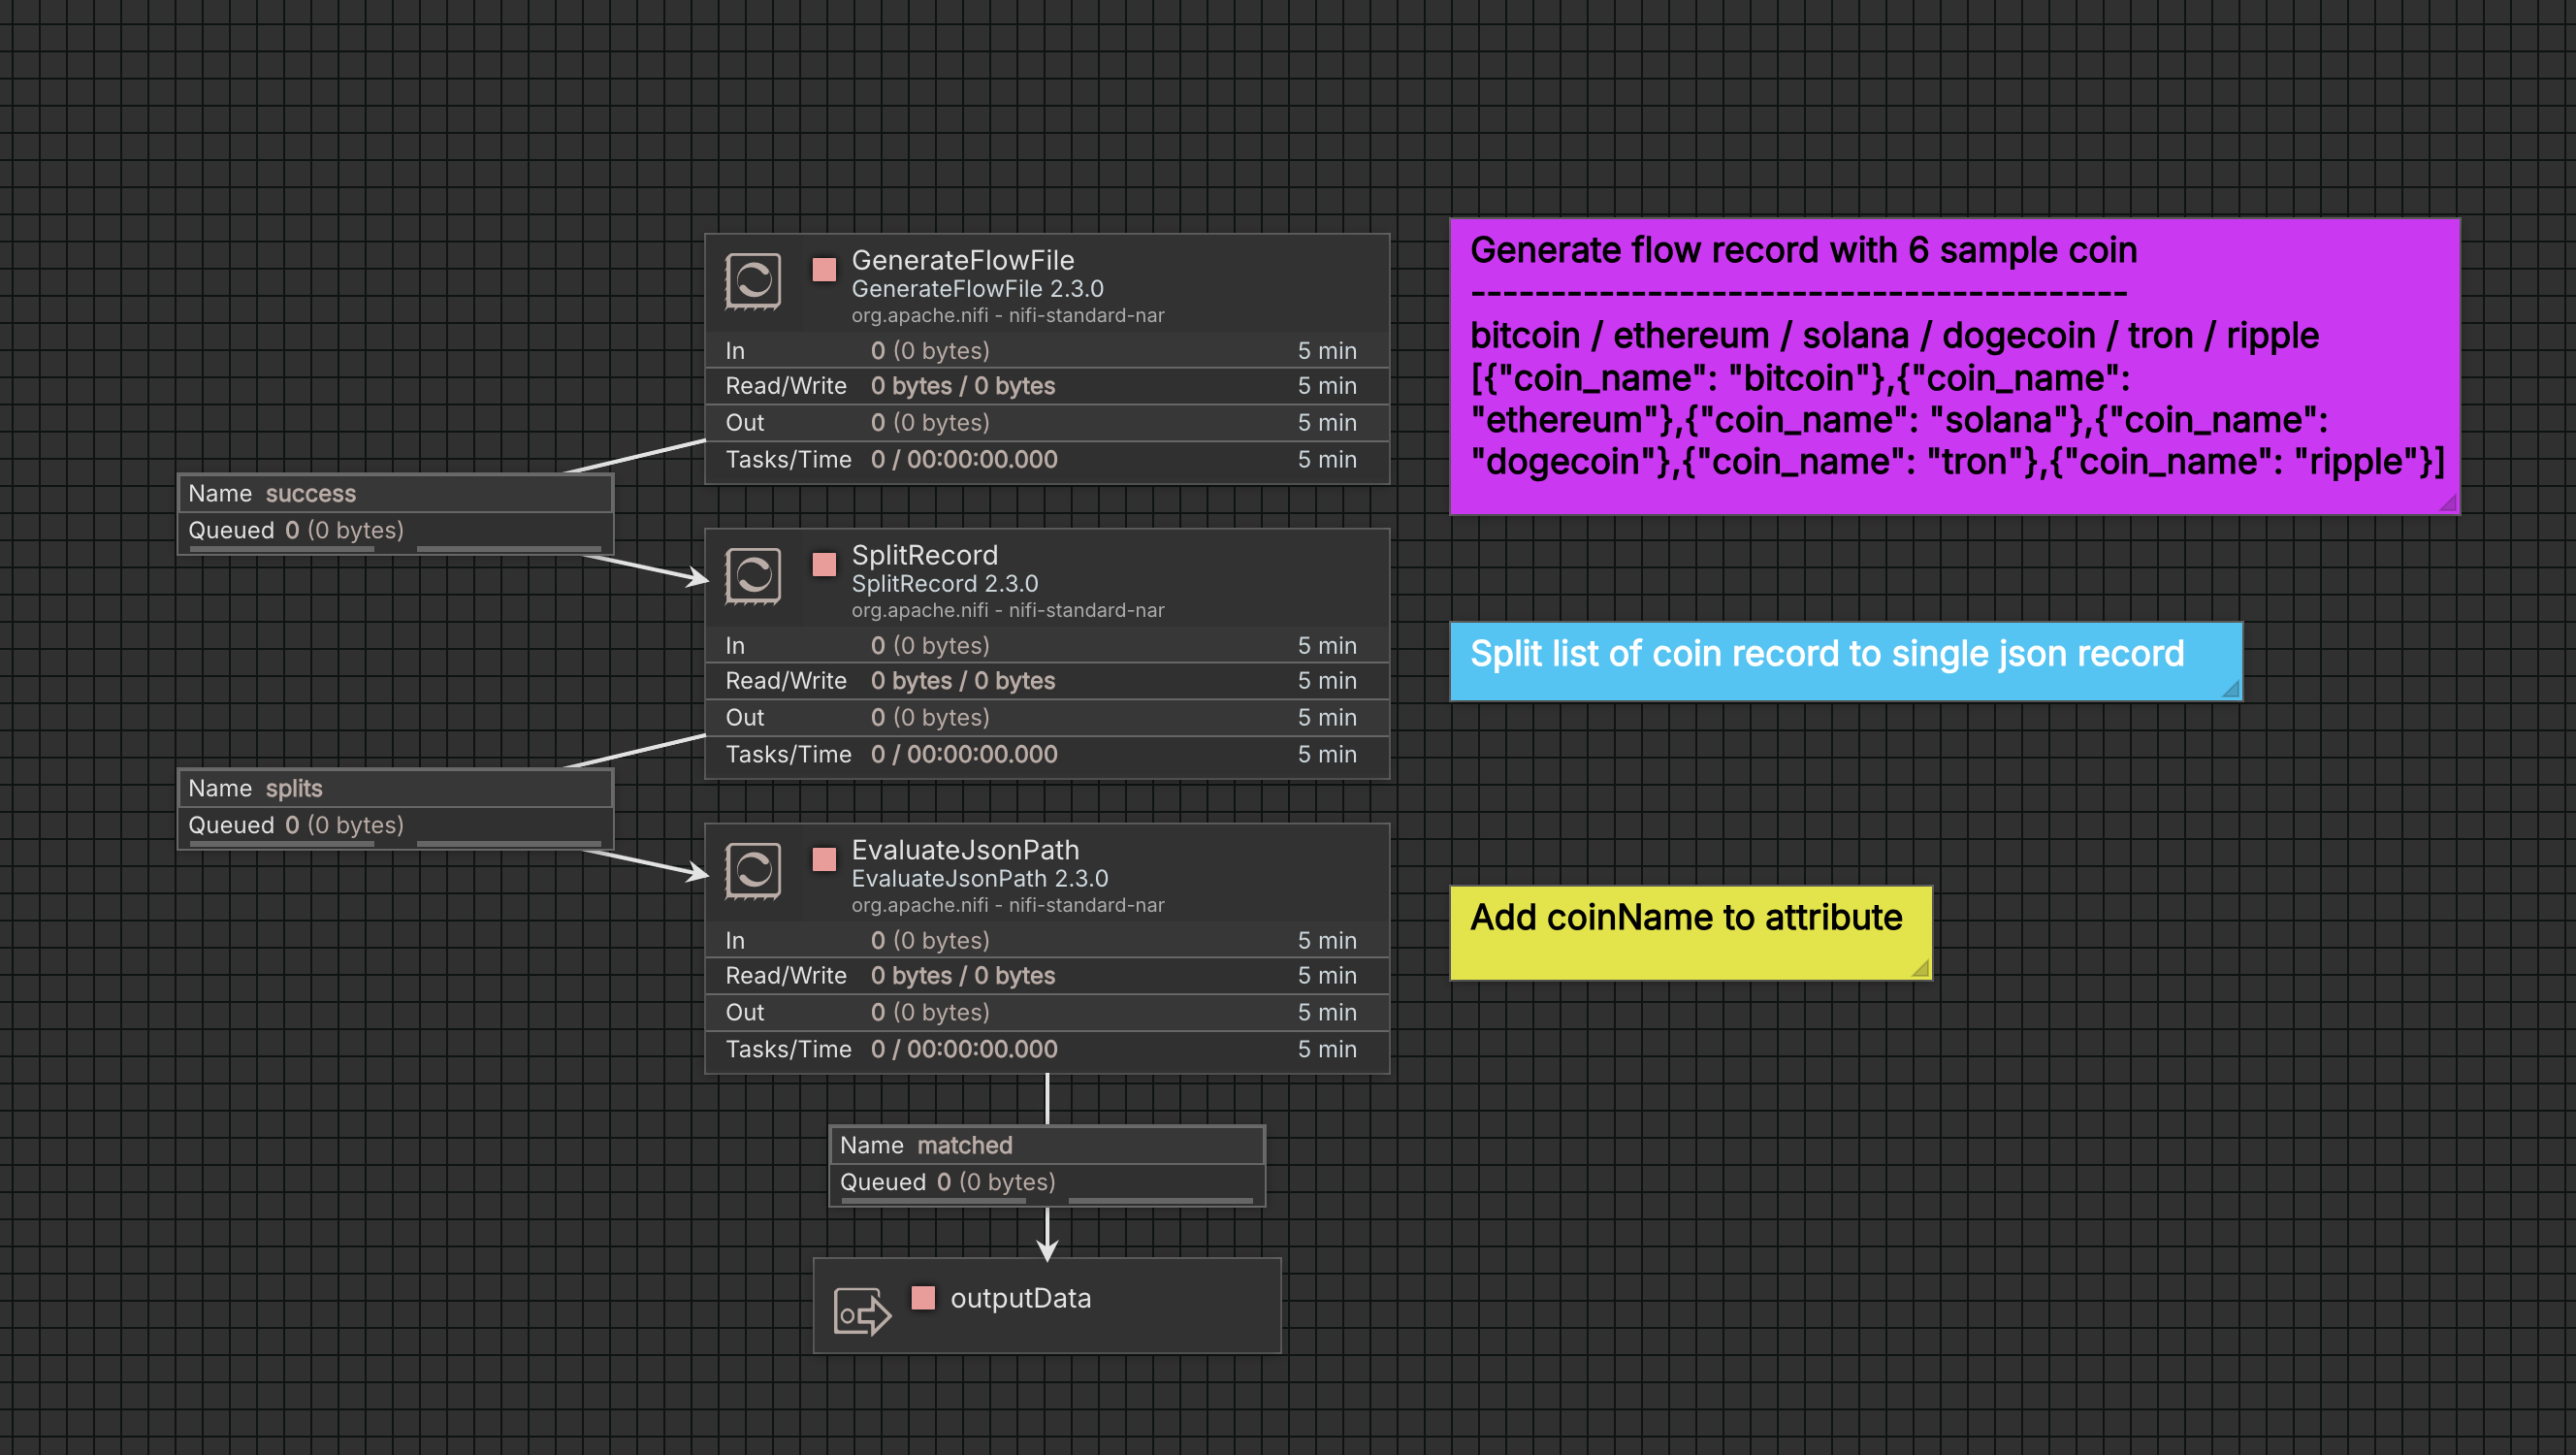 GenerateFlowFile
GenerateFlowFile 2.3.0
org.apache.nifi - nifi-standard-nar
In 0 (0 bytes) 5 min
Read/Write 0 bytes / 0 bytes 5 min
Out 0 (0 bytes) 5 min
Tasks/Time 0 / 00:00:00.000 5 min
Generate flow record with 6 sample coin
-----------------------------------------
bitcoin / ethereum / solana / dogecoin / tron / ripple
[{"coin_name": "bitcoin"},{"coin_name":
"ethereum"},{"coin_name": "solana"},{"coin_name":
"dogecoin"},{"coin_name": "tron"},{"coin_name": "ripple"}]
Name success
Queued 0 (0 bytes)
SplitRecord
SplitRecord 2.3.0
org.apache.nifi - nifi-standard-nar
In 0 (0 bytes) 5 min
Read/Write 0 bytes / 0 bytes 5 min
Out 0 (0 bytes) 5 min
Tasks/Time 0 / 00:00:00.000 5 min
Split list of coin record to single json record
Name splits
Queued 0 (0 bytes)
EvaluateJsonPath
EvaluateJsonPath 2.3.0
org.apache.nifi - nifi-standard-nar
In 0 (0 bytes) 5 min
Read/Write 0 bytes / 0 bytes 5 min
Out 0 (0 bytes) 5 min
Tasks/Time 0 / 00:00:00.000 5 min
Add coinName to attribute
Name matched
Queued 0 (0 bytes)
outputData